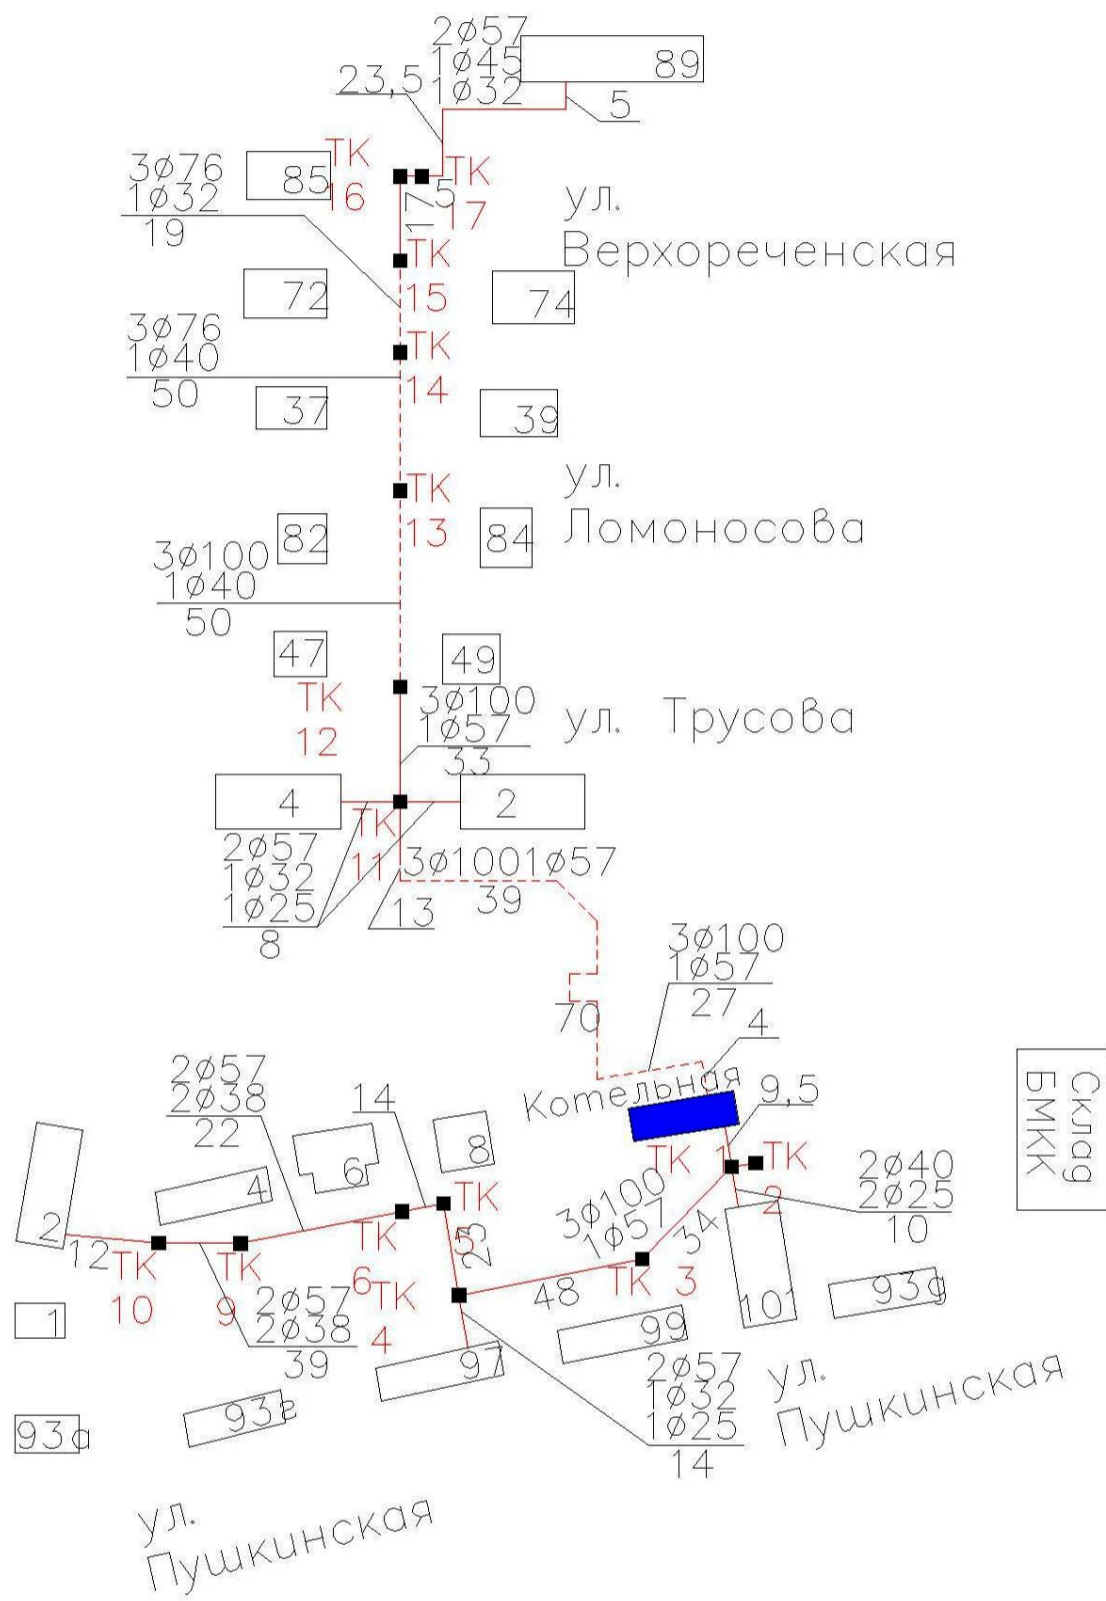 2ø57
1ø45
1ø32
89
23,5
5
ТК
16
85
3ø76
1ø32
19
17
5
ТК
17
ул.
Верхореченская
ТК
15
72
74
3ø76
1ø40
50
ТК
14
37
39
ул.
Ломоносова
ТК
13
82
84
3ø100
1ø40
50
47
49
ТК
12
3ø100
1ø57
33
ул. Трусова
4
2
ТК
11
2ø57
1ø32
1ø25
8
3ø1001ø57
39
13
3ø100
1ø57
27
70
4
Котельная
9,5
Склад
БМКК
2ø57
2ø38
22
14
8
6
4
2
ТК
1
ТК
2
2ø40
2ø25
10
3ø100
1ø57
34
ТК
5
23
ТК
6
12
ТК
10
ТК
9
ТК
4
48
ТК
3
101
93д
2ø57
2ø38
39
1
99
97
2ø57
1ø32
1ø25
14
ул.
Пушкинская
93а
93г
ул.
Пушкинская